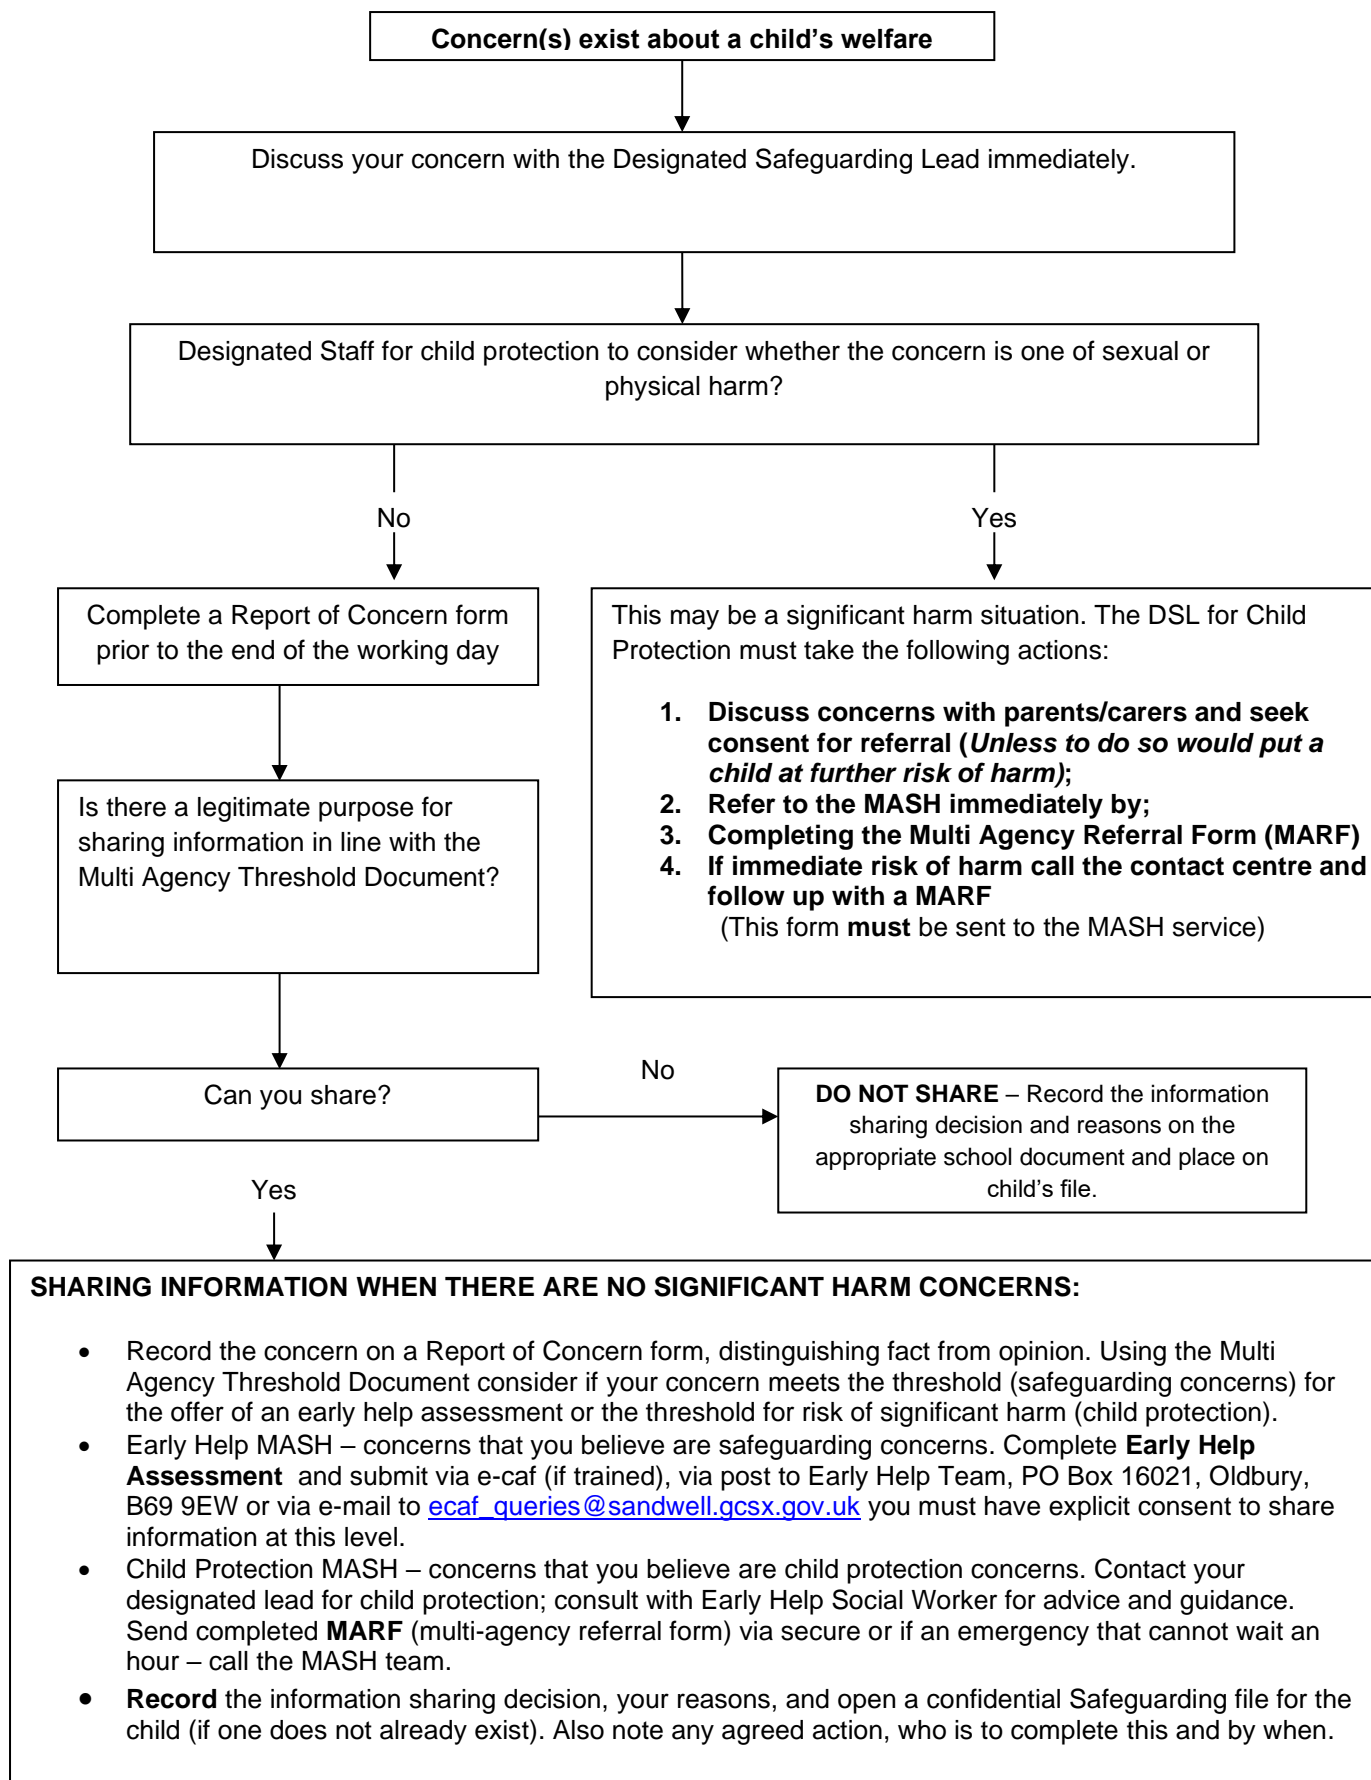 Concern(s) exist about a child’s welfare
Discuss your concern with the Designated Safeguarding Lead immediately.
Designated Staff for child protection to consider whether the concern is one of sexual or
physical harm?
No
Yes
Complete a Report of Concern form
prior to the end of the working day
This may be a significant harm situation. The DSL for Child
Protection must take the following actions:
1. Discuss concerns with parents/carers and seek
consent for referral (Unless to do so would put a
child at further risk of harm);
2. Refer to the MASH immediately by;
3. Completing the Multi Agency Referral Form (MARF)
4. If immediate risk of harm call the contact centre and
follow up with a MARF
(This form must be sent to the MASH service)
Is there a legitimate purpose for
sharing information in line with the
Multi Agency Threshold Document?
Can you share?
No
DO NOT SHARE – Record the information
sharing decision and reasons on the
appropriate school document and place on
child’s file.
Yes
SHARING INFORMATION WHEN THERE ARE NO SIGNIFICANT HARM CONCERNS:
• Record the concern on a Report of Concern form, distinguishing fact from opinion. Using the Multi
Agency Threshold Document consider if your concern meets the threshold (safeguarding concerns) for
the offer of an early help assessment or the threshold for risk of significant harm (child protection).
• Early Help MASH – concerns that you believe are safeguarding concerns. Complete Early Help
Assessment and submit via e-caf (if trained), via post to Early Help Team, PO Box 16021, Oldbury,
B69 9EW or via e-mail to ecaf_queries@sandwell.gcsx.gov.uk you must have explicit consent to share
information at this level.
• Child Protection MASH – concerns that you believe are child protection concerns. Contact your
designated lead for child protection; consult with Early Help Social Worker for advice and guidance.
Send completed MARF (multi-agency referral form) via secure or if an emergency that cannot wait an
hour – call the MASH team.
• Record the information sharing decision, your reasons, and open a confidential Safeguarding file for the
child (if one does not already exist). Also note any agreed action, who is to complete this and by when.